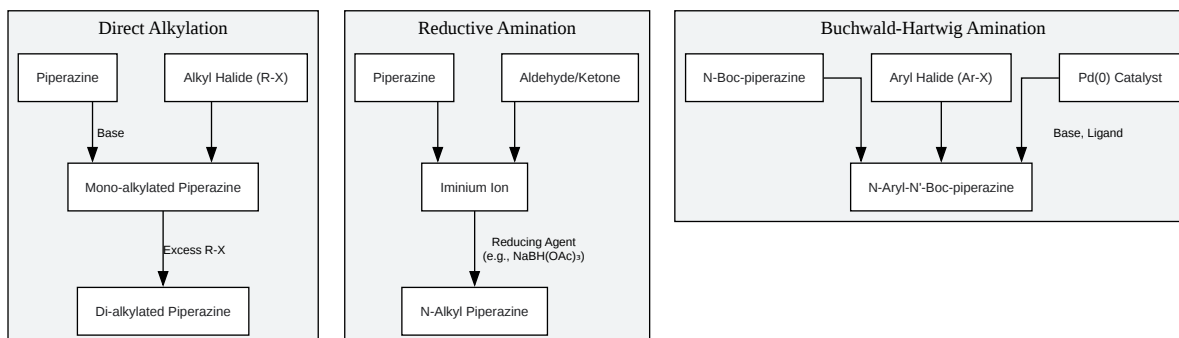 Direct Alkylation
Piperazine
Alkyl Halide (R-X)
Base
Mono-alkylated Piperazine
Excess R-X
Di-alkylated Piperazine
Reductive Amination
Piperazine
Aldehyde/Ketone
Iminium Ion
Reducing Agent
(e.g., NaBH(OAc)₃)
N-Alkyl Piperazine
Buchwald-Hartwig Amination
N-Boc-piperazine
Aryl Halide (Ar-X)
Pd(0) Catalyst
Base, Ligand
N-Aryl-N'-Boc-piperazine